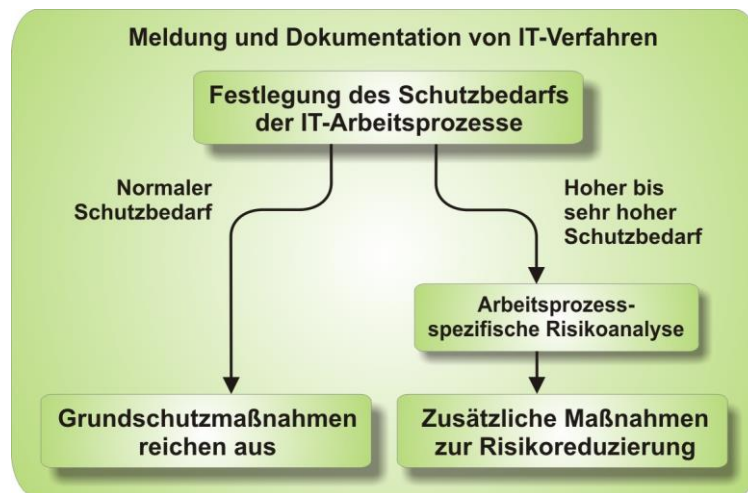 Meldung und Dokumentation von IT-Verfahren
Festlegung des Schutzbedarfs
der IT-Arbeitsprozesse
Normaler
Schutzbedarf
Hoher bis
sehr hoher
Schutzbedarf
Arbeitsprozess-
spezifische Risikoanalyse
Grundschutzmaßnahmen
reichen aus
Zusätzliche Maßnahmen
zur Risikoreduzierung